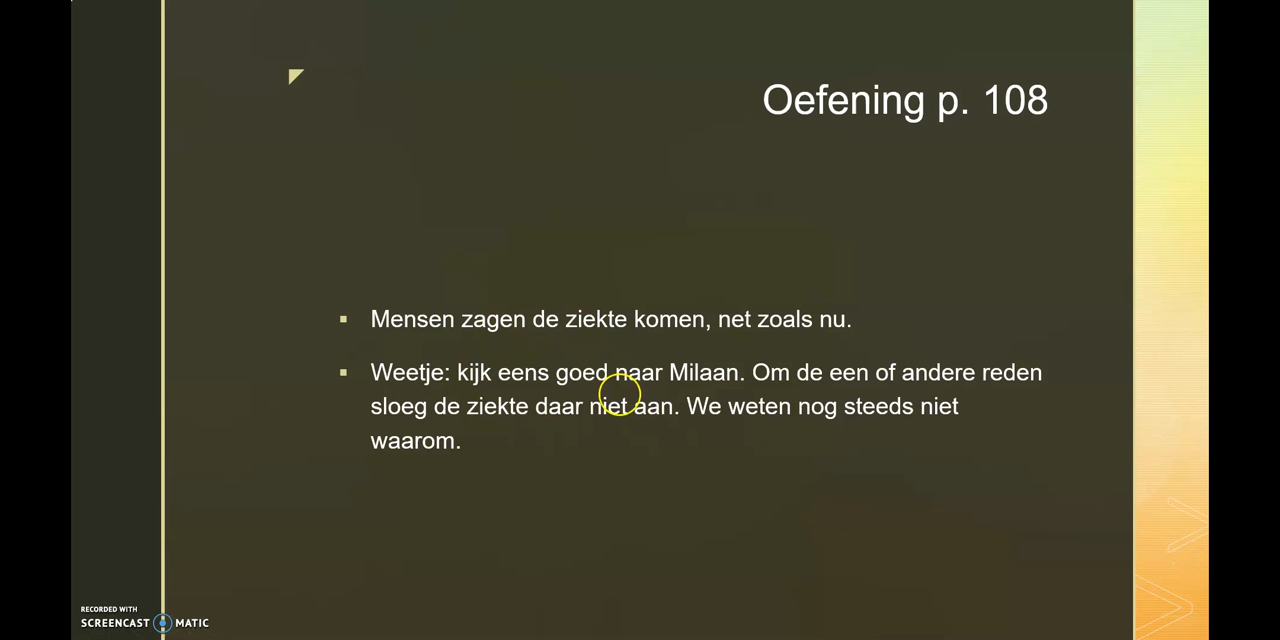 Oefening p. 108
Mensen zagen de ziekte komen, net zoals nu.
Weetje: kijk eens goed naar Milaan. Om de een of andere reden
sloeg de ziekte daar niet aan. We weten nog steeds niet
waarom.
RECORDED WITH
SCREENCAST MATIC